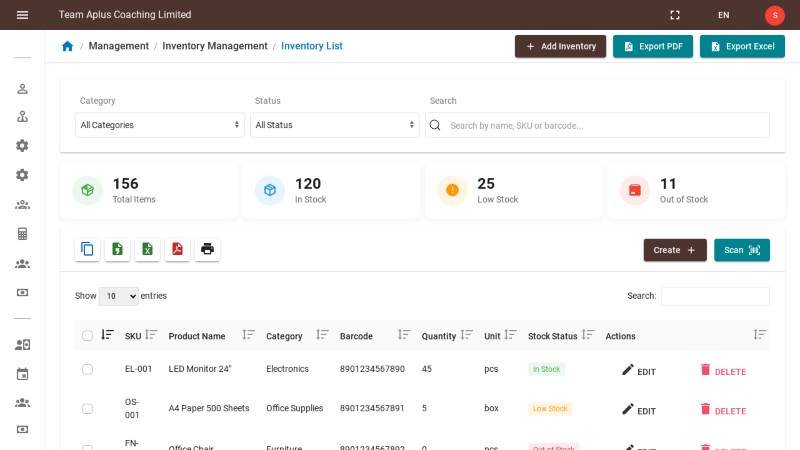 Team Aplus Coaching Limited EN S
/ Management / Inventory Management / Inventory List
Add Inventory Export PDF Export Excel
Category Status Search
All Categories All Status Search by name, SKU or barcode...
156 120 25 11
Total Items In Stock Low Stock Out of Stock
Create + Scan
Show 10 entries Search:
SKU Product Name Category Barcode Quantity Unit Stock Status Actions
EL-001 LED Monitor 24" Electronics 8901234567890 45 pcs In Stock EDIT DELETE
OS-
001 A4 Paper 500 Sheets Office Supplies 8901234567891 5 box Low Stock EDIT DELETE
FN-
Office Chair Furniture 8901234567892 0 pcs Out of Stock EDIT DELETE